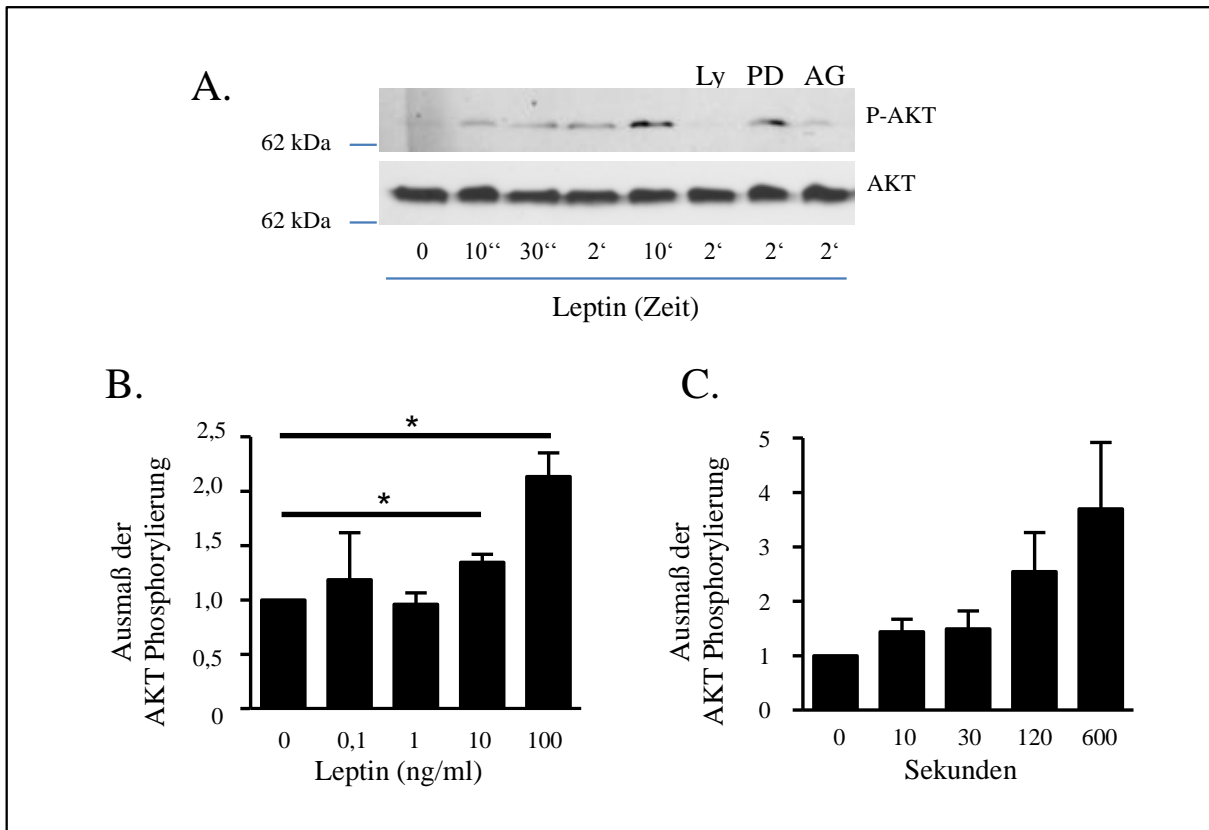 A.
Ly PD AG
P-AKT
62 kDa
AKT
62 kDa
0 10“ 30“ 2‘ 10‘ 2‘ 2‘ 2‘
Leptin (Zeit)
B.
Ausmaß der
AKT Phosphorylierung
2,5
2,0
1,5
1,0
0,5
0
*
*
0 0,1 1 10 100
Leptin (ng/ml)
C.
Ausmaß der
AKT Phosphorylierung
5
4
3
2
1
0
0 10 30 120 600
Sekunden